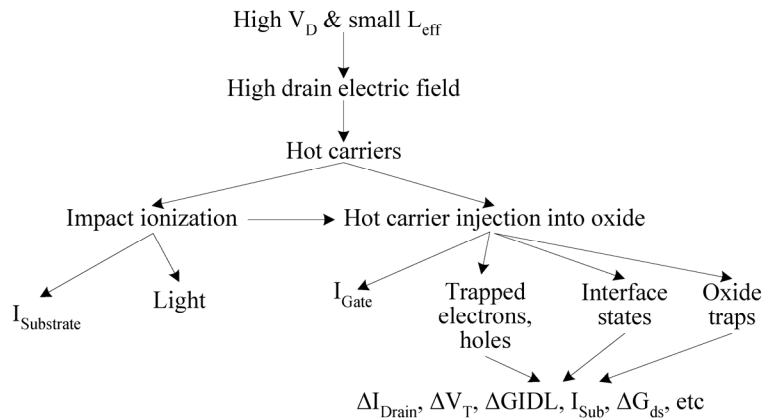 High V_D & small L_eff
High drain electric field
Hot carriers
Impact ionization
Hot carrier injection into oxide
I_Substrate
Light
I_Gate
Trapped
electrons,
holes
Interface
states
Oxide
traps
ΔI_Drain, ΔV_T, ΔGIDL, I_Sub, ΔG_ds, etc